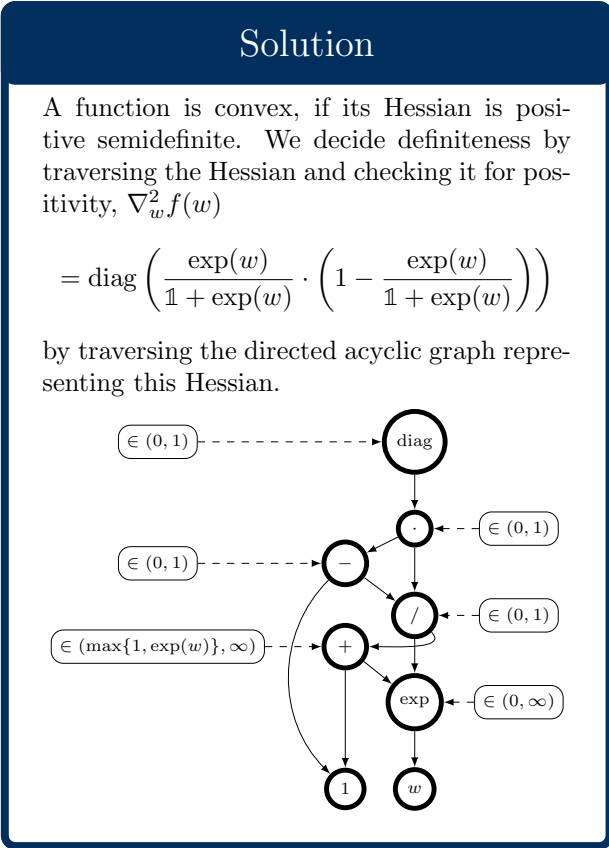 Solution
A function is convex, if its Hessian is posi-
tive semidefinite. We decide definiteness by
traversing the Hessian and checking it for pos-
itivity, ∇²_w f(w)
= diag ( exp(w) / (𝟙 + exp(w)) · ( 1 − exp(w) / (𝟙 + exp(w)) ) )
by traversing the directed acyclic graph repre-
senting this Hessian.
∈ (0, 1) diag
· ∈ (0, 1)
∈ (0, 1) −
/ ∈ (0, 1)
∈ (max{1, exp(w)}, ∞) +
exp ∈ (0, ∞)
1 w